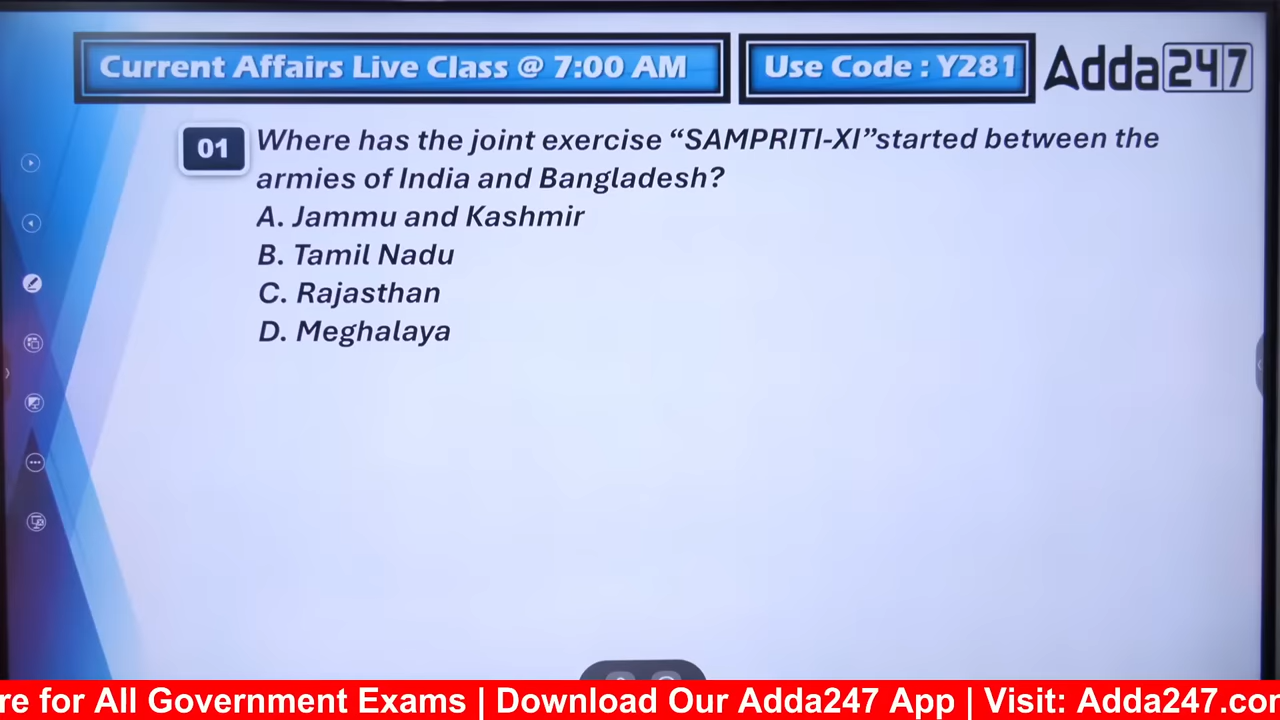 Current Affairs Live Class @ 7:00 AM
Use Code : Y281
Adda247
01
Where has the joint exercise “SAMPRITI-XI”started between the
armies of India and Bangladesh?
A. Jammu and Kashmir
B. Tamil Nadu
C. Rajasthan
D. Meghalaya
re for All Government Exams | Download Our Adda247 App | Visit: Adda247.co